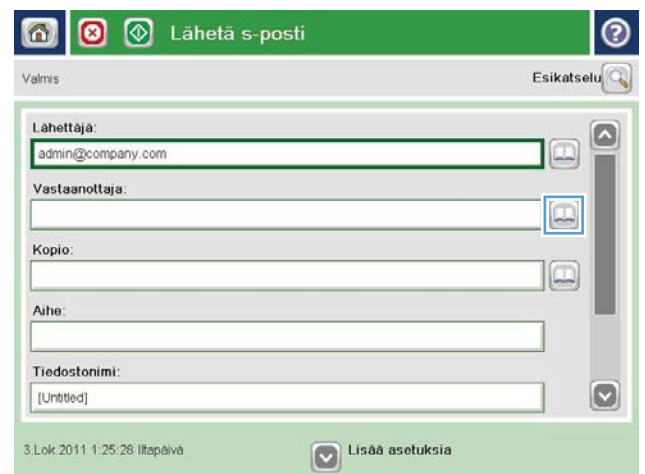 Lähetä s-posti
Valmis
Esikatselu
Lähettäjä:
admin@company.com
Vastaanottaja:
Kopio:
Aihe:
Tiedostonimi:
[Untitled]
3.Lok.2011 1:25:28 Iltapäivä
Lisää asetuksia